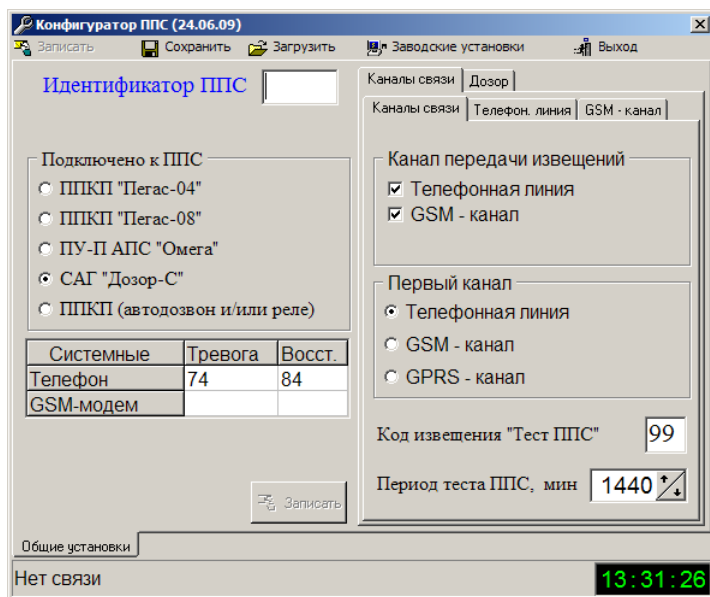 Конфигуратор ППС (24.06.09)
Записать Сохранить Загрузить Заводские установки Выход
Идентификатор ППС
Подключено к ППС
ППКП "Пегас-04"
ППКП "Пегас-08"
ПУ-П АПС "Омега"
САГ "Дозор-С"
ППКП (автодозвон и/или реле)
Системные Тревога Восст.
Телефон 74 84
GSM-модем
Записать
Каналы связи Дозор
Каналы связи Телефон. линия GSM - канал
Канал передачи извещений
Телефонная линия
GSM - канал
Первый канал
Телефонная линия
GSM - канал
GPRS - канал
Код извещения "Тест ППС" 99
Период теста ППС, мин 1440
Общие установки
Нет связи 13:31:26